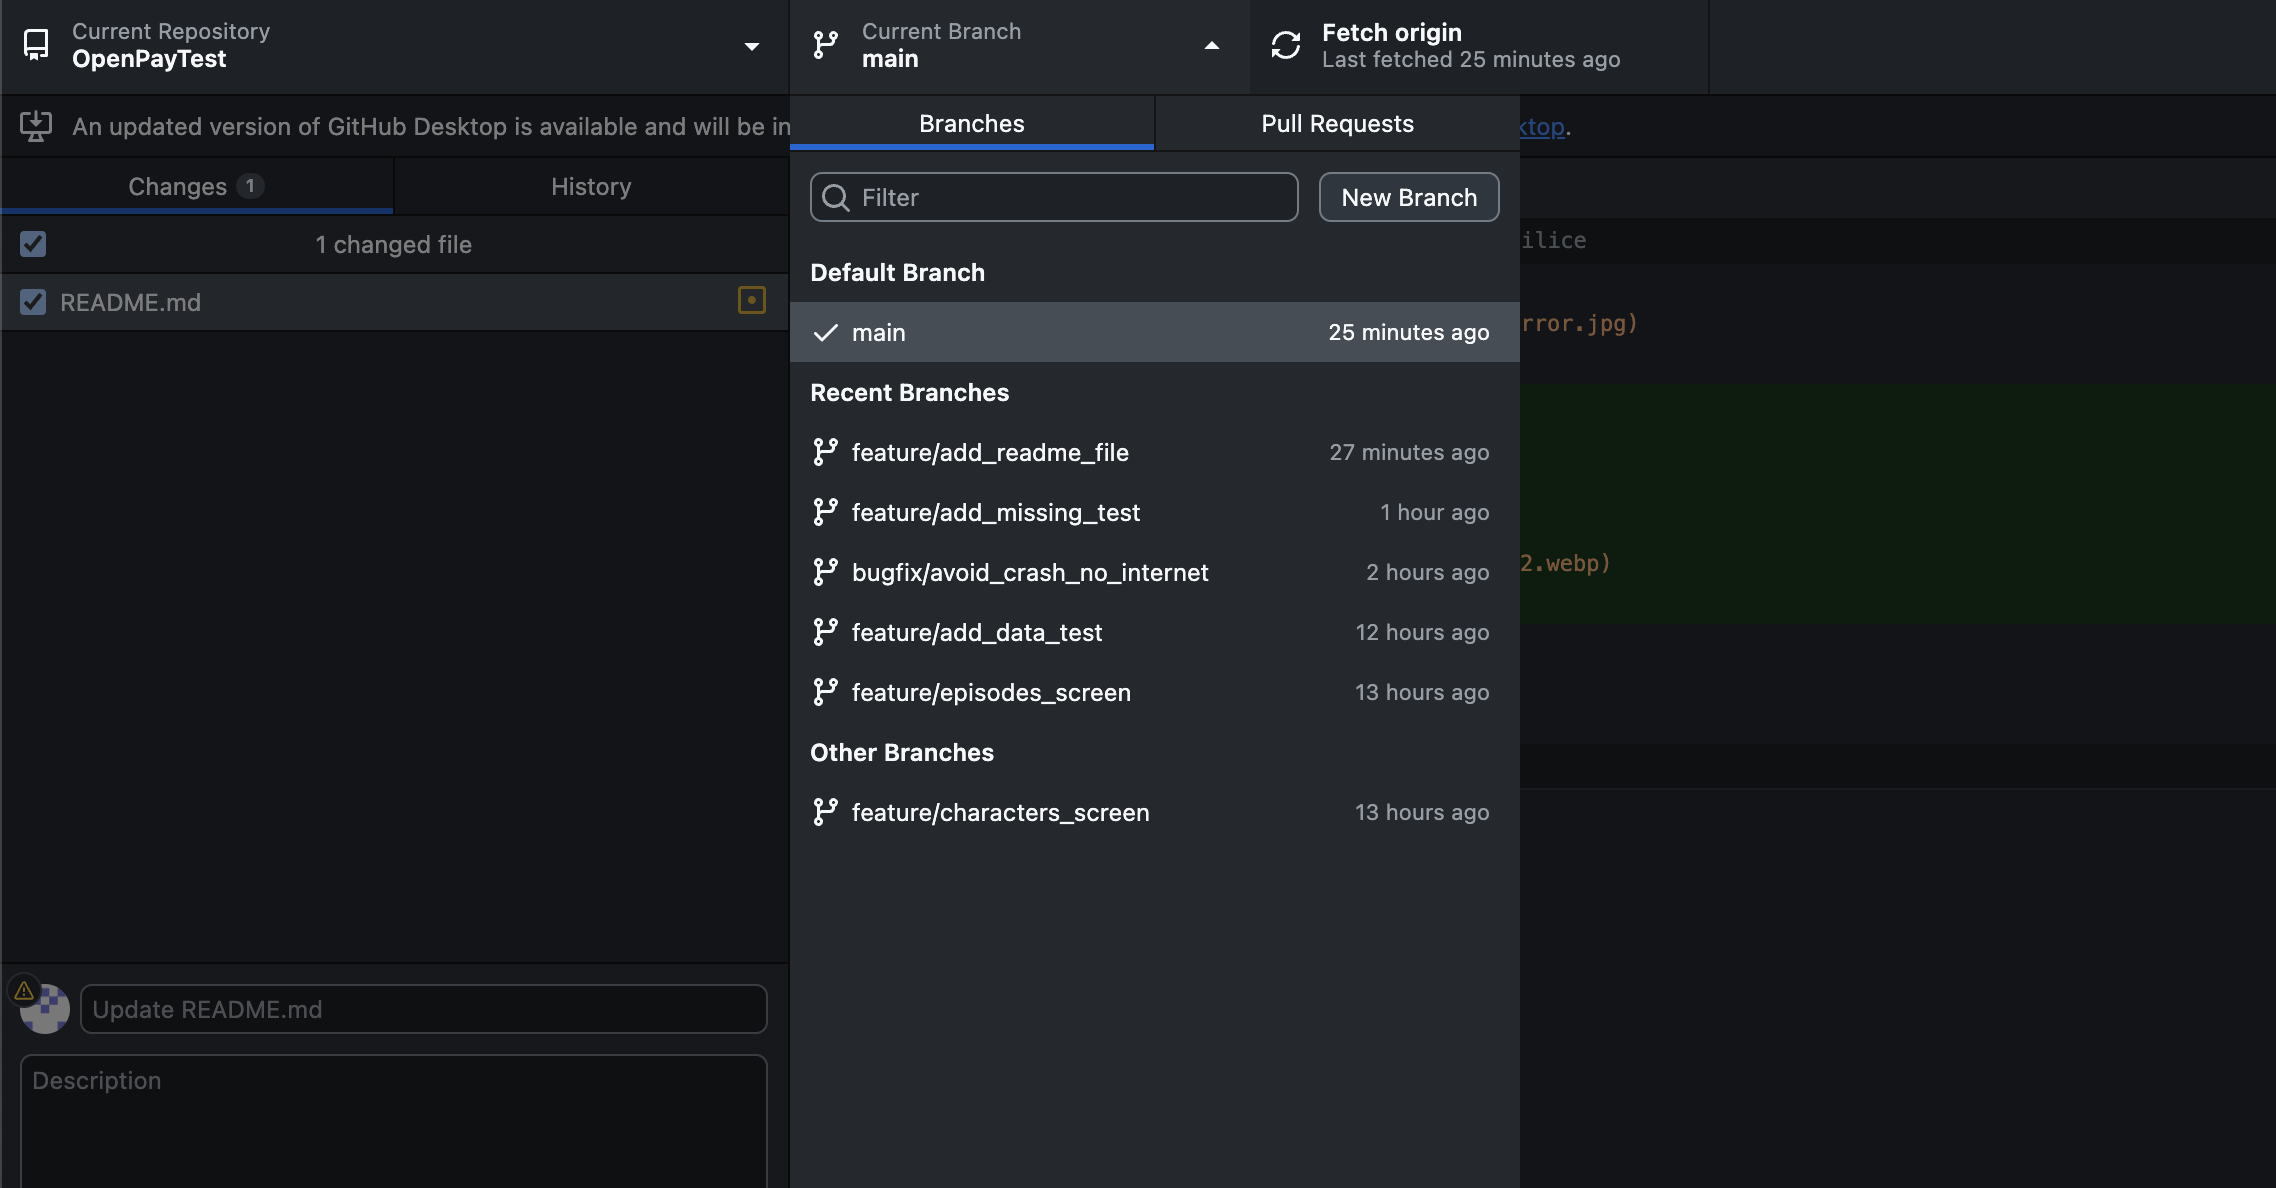 Current Repository
OpenPayTest
Current Branch
main
Fetch origin
Last fetched 25 minutes ago
An updated version of GitHub Desktop is available and will be in
ktop.
Changes 1
History
1 changed file
README.md
Update README.md
Description
Branches
Pull Requests
Filter
New Branch
Default Branch
main 25 minutes ago
Recent Branches
feature/add_readme_file 27 minutes ago
feature/add_missing_test 1 hour ago
bugfix/avoid_crash_no_internet 2 hours ago
feature/add_data_test 12 hours ago
feature/episodes_screen 13 hours ago
Other Branches
feature/characters_screen 13 hours ago
ilice
rror.jpg)
2.webp)